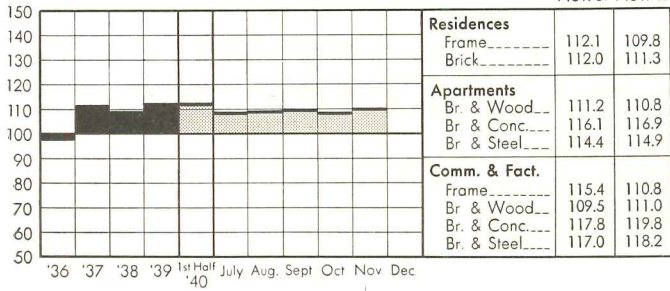 150
140
130
120
110
100
90
80
70
60
50
'36 '37 '38 '39 1st Half '40 July Aug. Sept Oct Nov Dec
Residences
Frame 112.1 109.8
Brick 112.0 111.3
Apartments
Br. & Wood 111.2 110.8
Br & Conc. 116.1 116.9
Br & Steel 114.4 114.9
Comm. & Fact.
Frame 115.4 110.8
Br & Wood 109.5 111.0
Br & Conc. 117.8 119.8
Br. & Steel 117.0 118.2